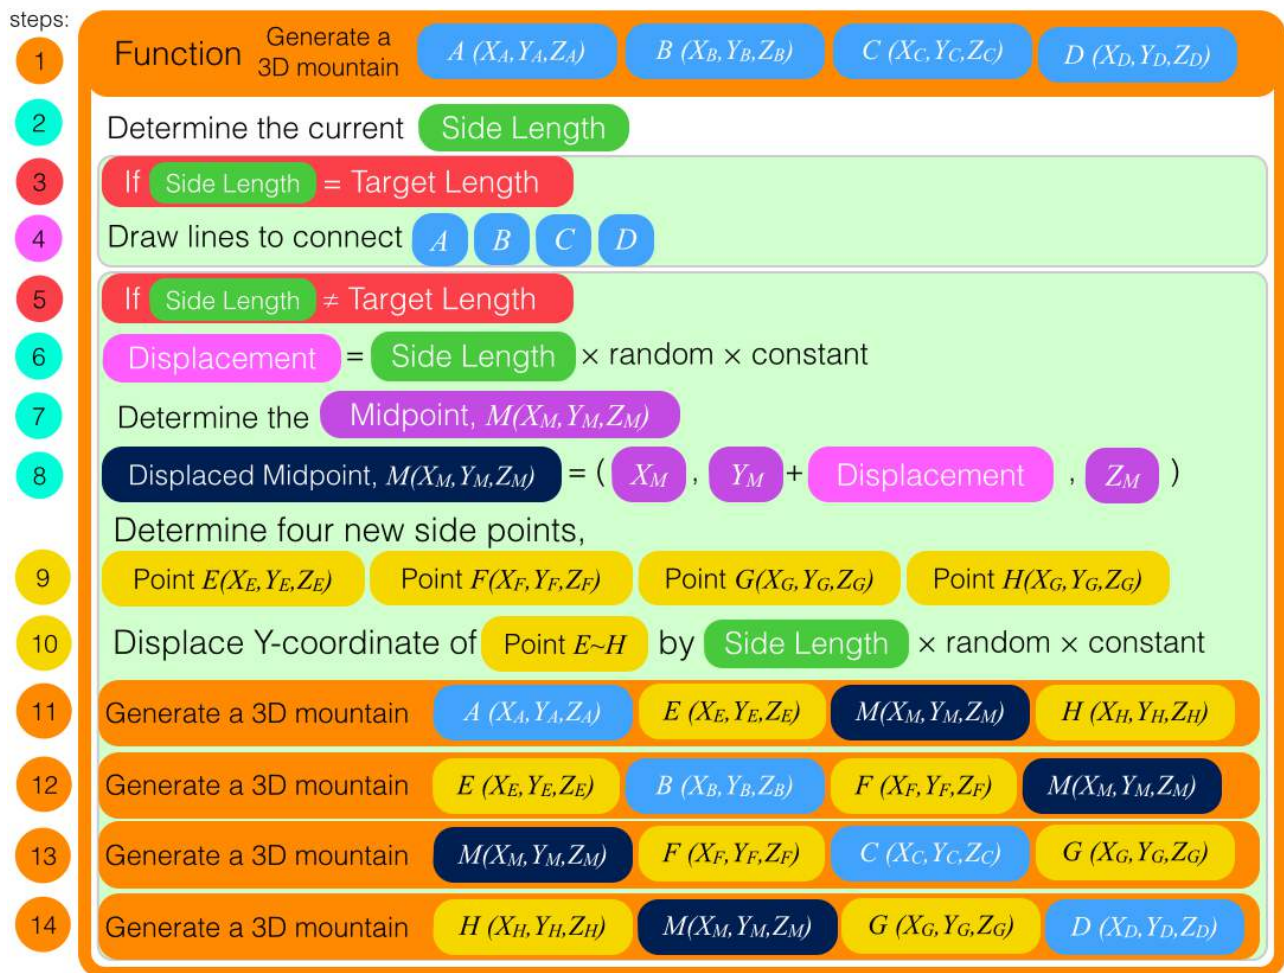 steps:
1 Function Generate a 3D mountain A (XA,YA,ZA) B (XB,YB,ZB) C (XC,YC,ZC) D (XD,YD,ZD)
2 Determine the current Side Length
3 If Side Length = Target Length
4 Draw lines to connect A B C D
5 If Side Length ≠ Target Length
6 Displacement = Side Length × random × constant
7 Determine the Midpoint, M(XM,YM,ZM)
8 Displaced Midpoint, M(XM,YM,ZM) = ( XM , YM + Displacement , ZM )
Determine four new side points,
9 Point E(XE,YE,ZE) Point F(XF,YF,ZF) Point G(XG,YG,ZG) Point H(XG,YG,ZG)
10 Displace Y-coordinate of Point E~H by Side Length × random × constant
11 Generate a 3D mountain A (XA,YA,ZA) E (XE,YE,ZE) M(XM,YM,ZM) H (XH,YH,ZH)
12 Generate a 3D mountain E (XE,YE,ZE) B (XB,YB,ZB) F (XF,YF,ZF) M(XM,YM,ZM)
13 Generate a 3D mountain M(XM,YM,ZM) F (XF,YF,ZF) C (XC,YC,ZC) G (XG,YG,ZG)
14 Generate a 3D mountain H (XH,YH,ZH) M(XM,YM,ZM) G (XG,YG,ZG) D (XD,YD,ZD)